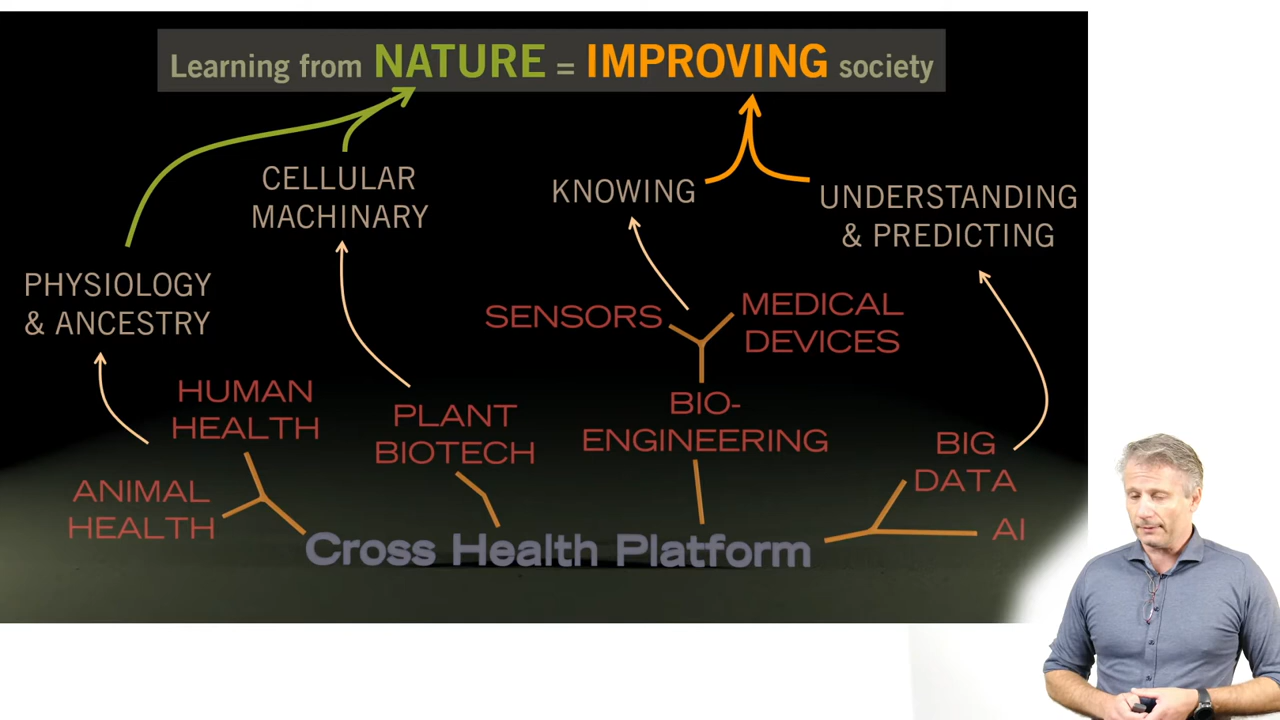 Learning from NATURE = IMPROVING society
CELLULAR
MACHINARY
KNOWING
UNDERSTANDING
& PREDICTING
PHYSIOLOGY
& ANCESTRY
SENSORS
MEDICAL
DEVICES
HUMAN
HEALTH
PLANT
BIOTECH
BIO-
ENGINEERING
BIG
DATA
ANIMAL
HEALTH
AI
Cross Health Platform